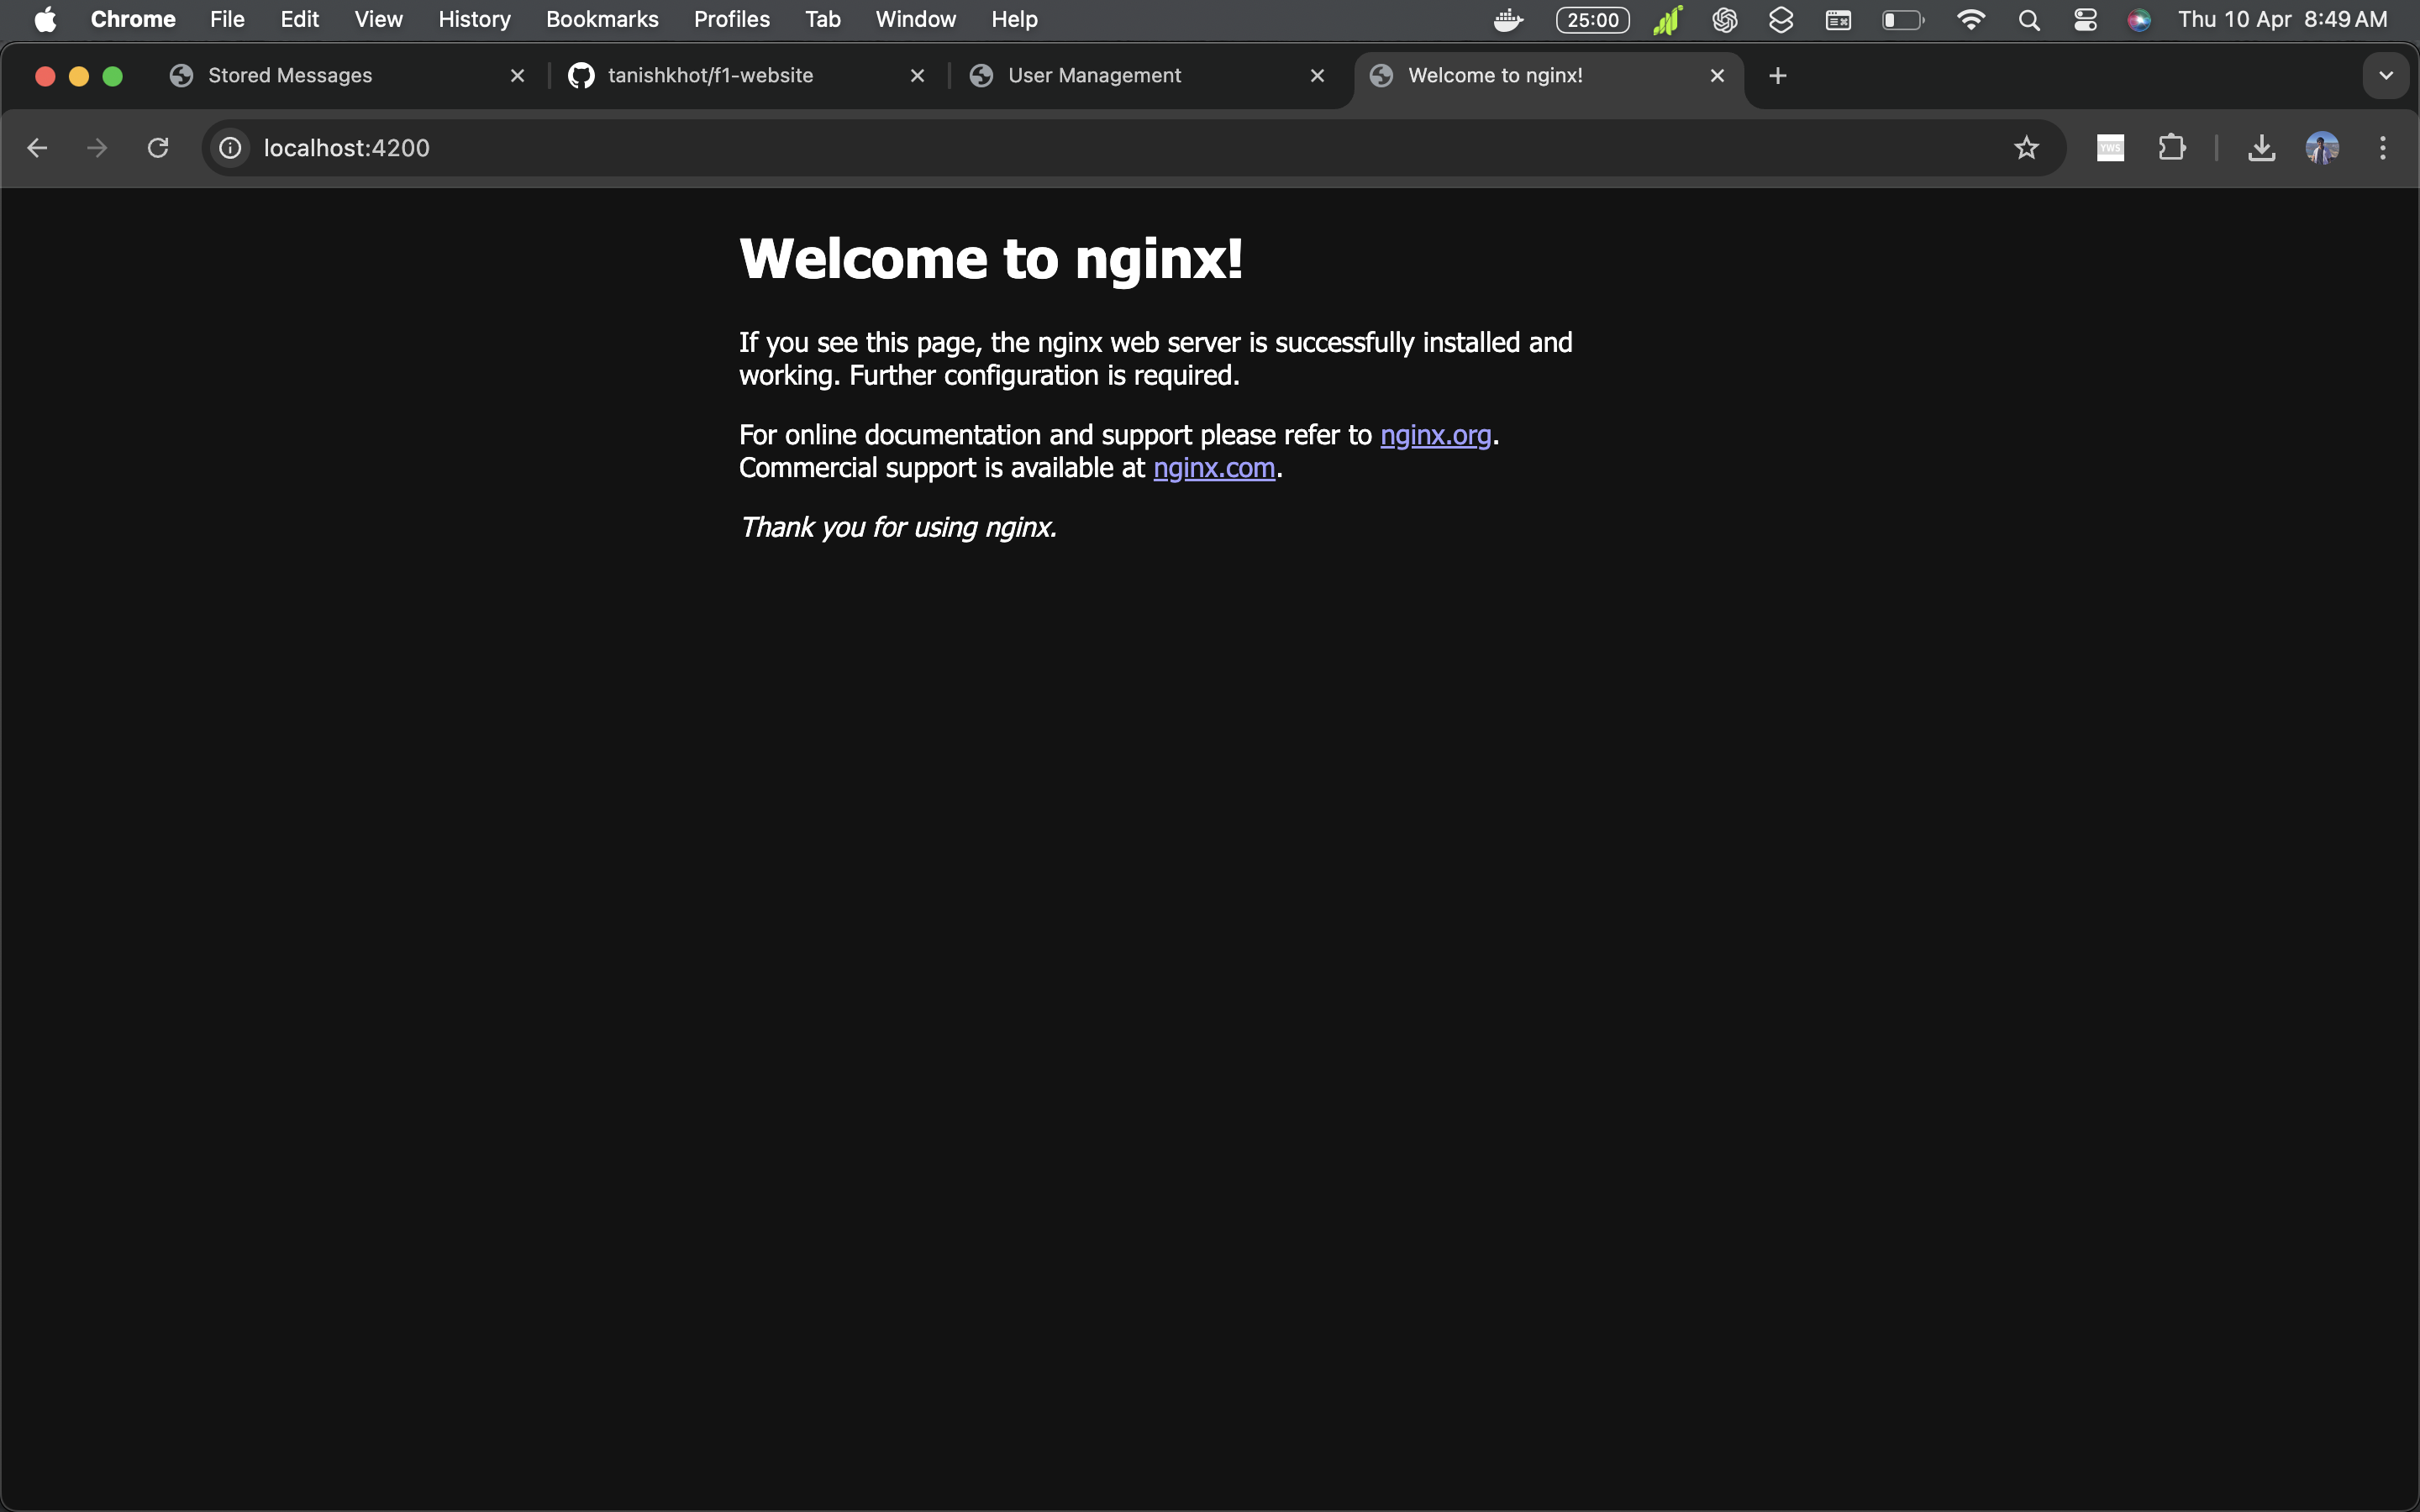 Chrome File Edit View History Bookmarks Profiles Tab Window Help 25:00 Thu 10 Apr 8:49 AM
Stored Messages tanishkhot/f1-website User Management Welcome to nginx!
localhost:4200 YWS
Welcome to nginx!
If you see this page, the nginx web server is successfully installed and
working. Further configuration is required.
For online documentation and support please refer to nginx.org.
Commercial support is available at nginx.com.
Thank you for using nginx.